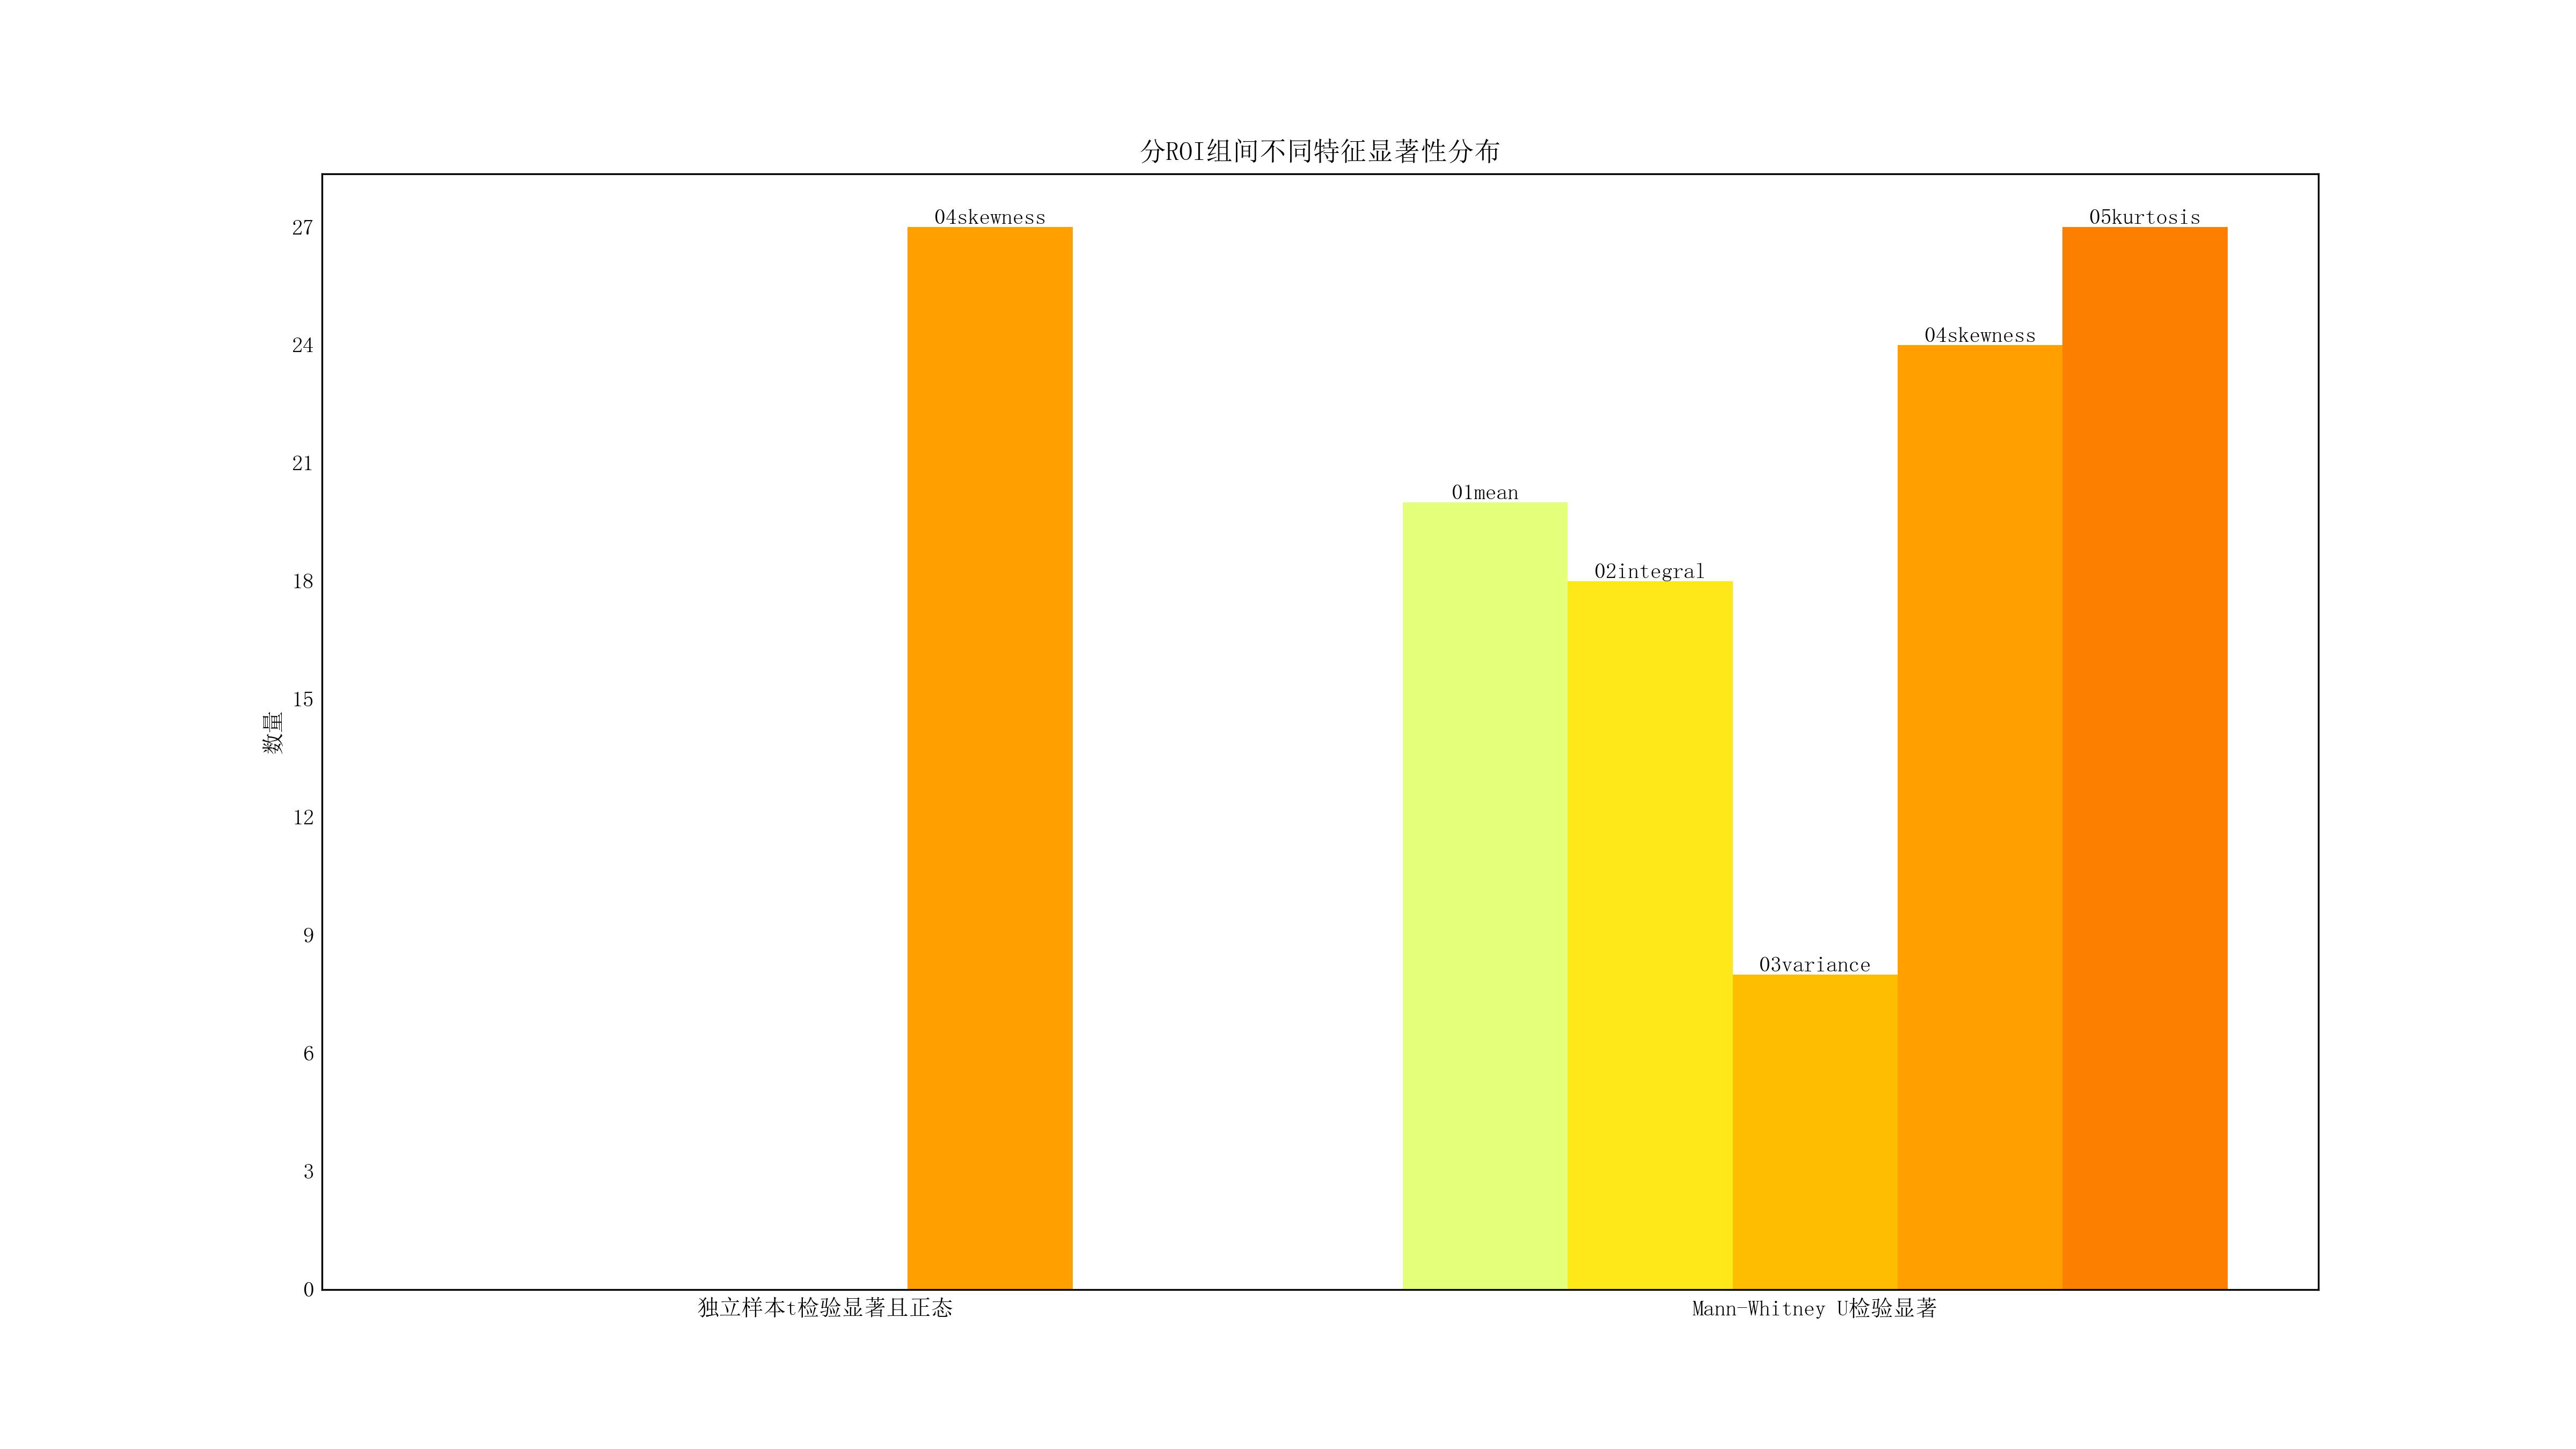 分ROI组间不同特征显著性分布
数量
27
24
21
18
15
12
9
6
3
0
04skewness
01mean
02integral
03variance
04skewness
05kurtosis
独立样本t检验显著且正态
Mann-Whitney U检验显著